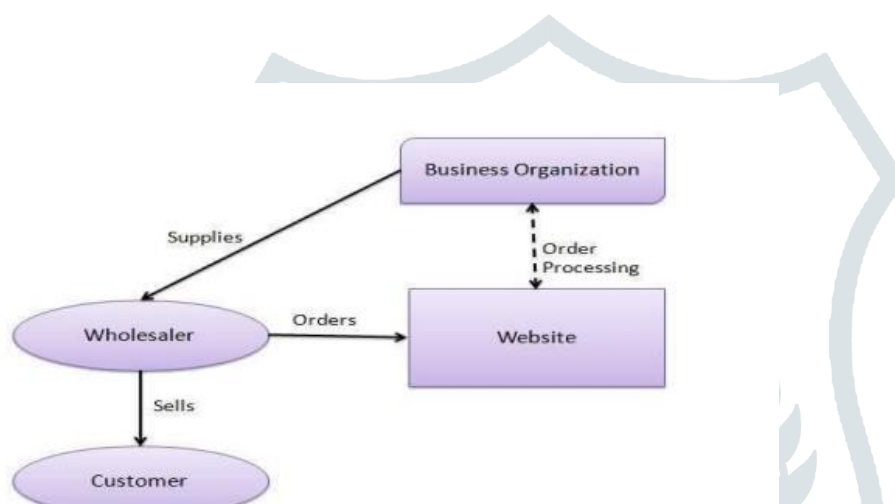 Business Organization
Supplies
Order
Processing
Orders
Wholesaler
Website
Sells
Customer